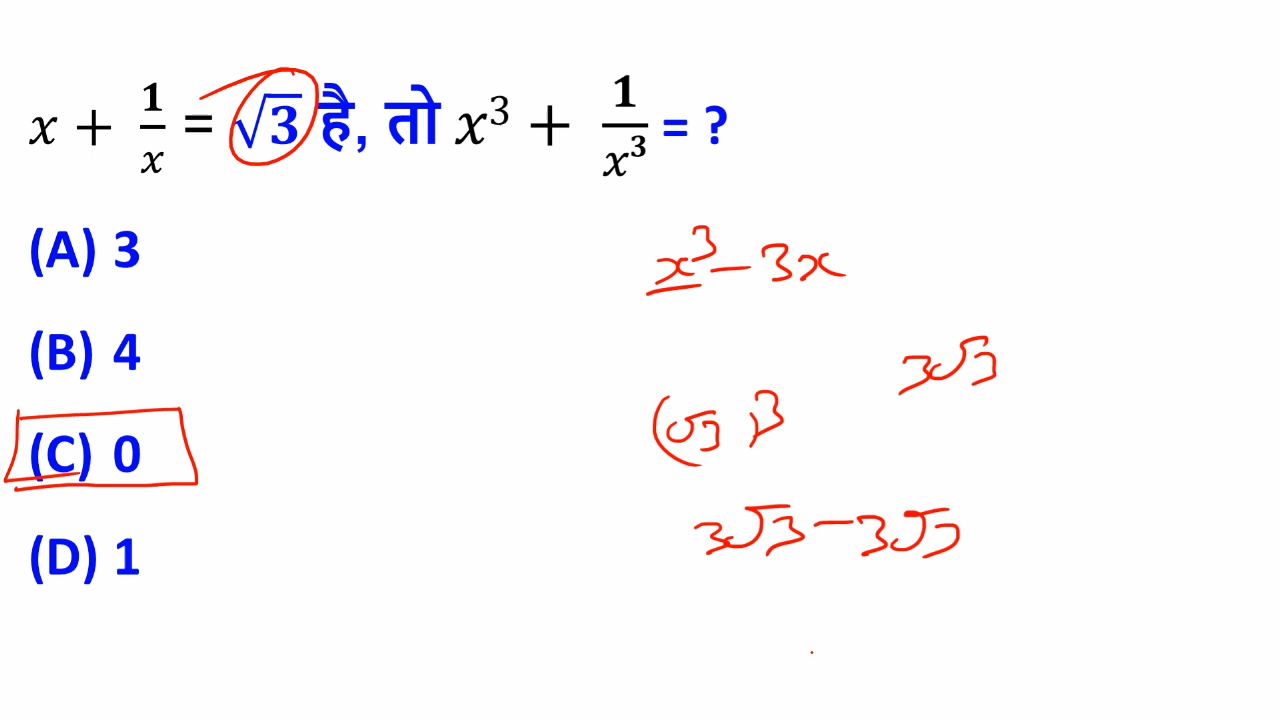 x + 1/x = √3 है, तो x³ + 1/x³ = ?
(A) 3
x³ – 3x
(B) 4
3√3
(√3)³
(C) 0
3√3 – 3√3
(D) 1